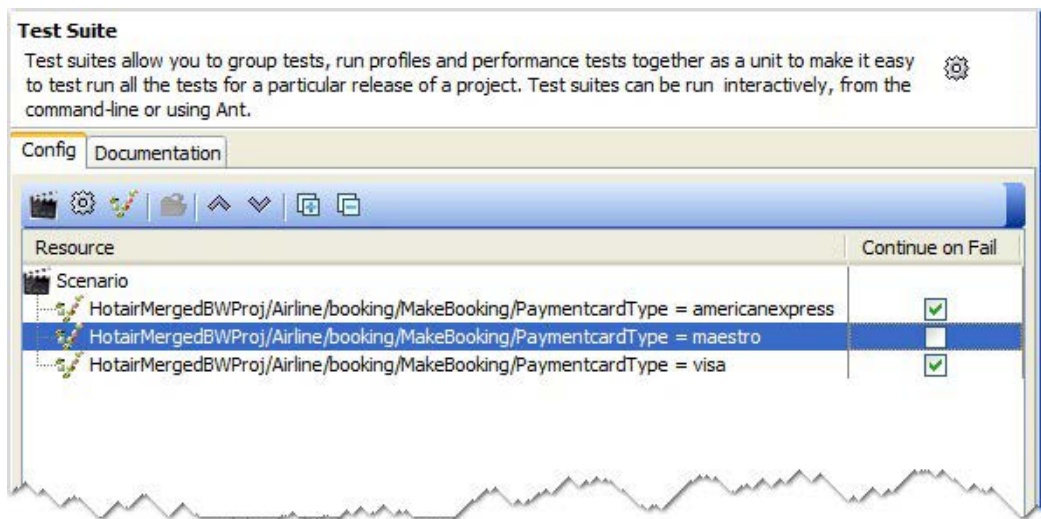 Test Suite
Test suites allow you to group tests, run profiles and performance tests together as a unit to make it easy
to test run all the tests for a particular release of a project. Test suites can be run interactively, from the
command-line or using Ant.
Config Documentation
Resource Continue on Fail
Scenario
HotairMergedBWProj/Airline/booking/MakeBooking/PaymentcardType = americanexpress
HotairMergedBWProj/Airline/booking/MakeBooking/PaymentcardType = maestro
HotairMergedBWProj/Airline/booking/MakeBooking/PaymentcardType = visa